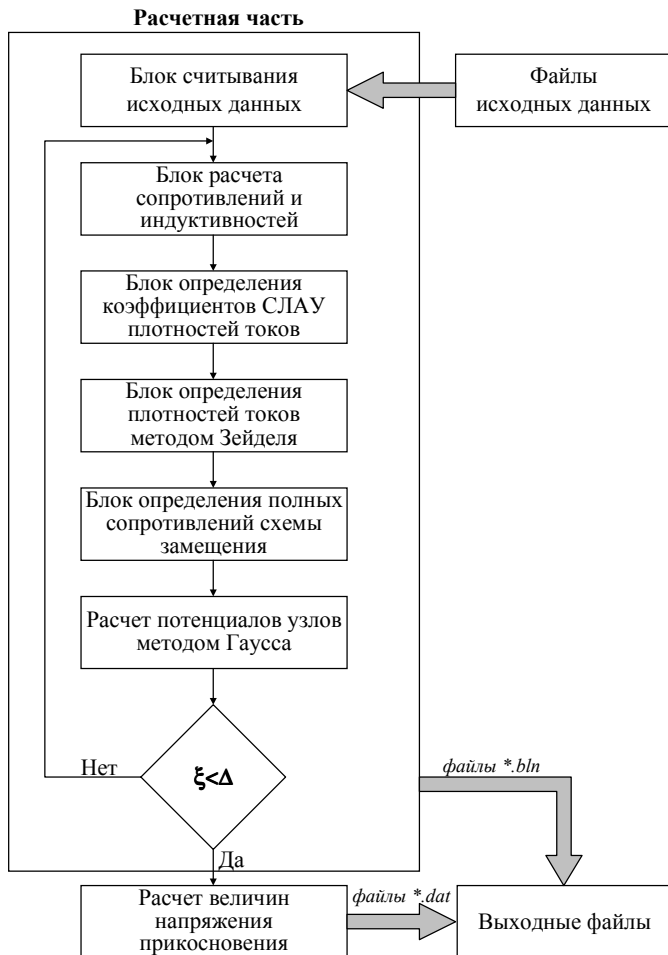 Расчетная часть
Блок считывания
исходных данных
Файлы
исходных данных
Блок расчета
сопротивлений и
индуктивностей
Блок определения
коэффициентов СЛАУ
плотностей токов
Блок определения
плотностей токов
методом Зейделя
Блок определения полных
сопротивлений схемы
замещения
Расчет потенциалов узлов
методом Гаусса
Нет
ξ<Δ
файлы *.bln
Да
Расчет величин
напряжения
прикосновения
файлы *.dat
Выходные файлы